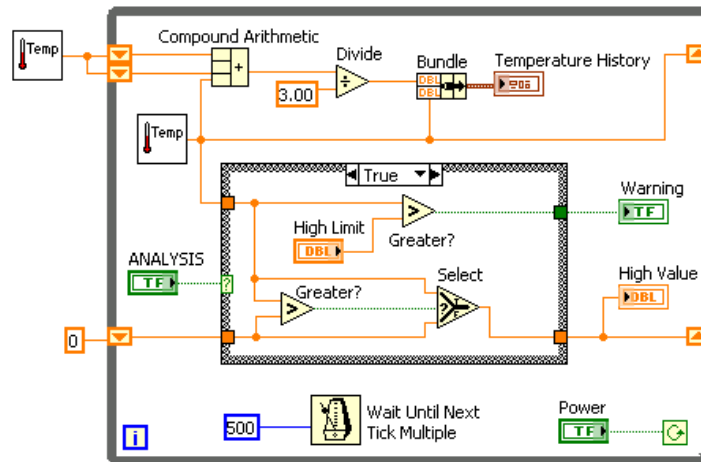 Compound Arithmetic
Divide
Bundle
Temperature History
Temp
+
÷
DBL
DBL
3.00
Temp
True
Warning
High Limit
>
TF
DBL
Greater?
ANALYSIS
Select
High Value
TF
?
Greater?
DBL
>
?
T
F
0
500
Wait Until Next
Tick Multiple
Power
i
TF